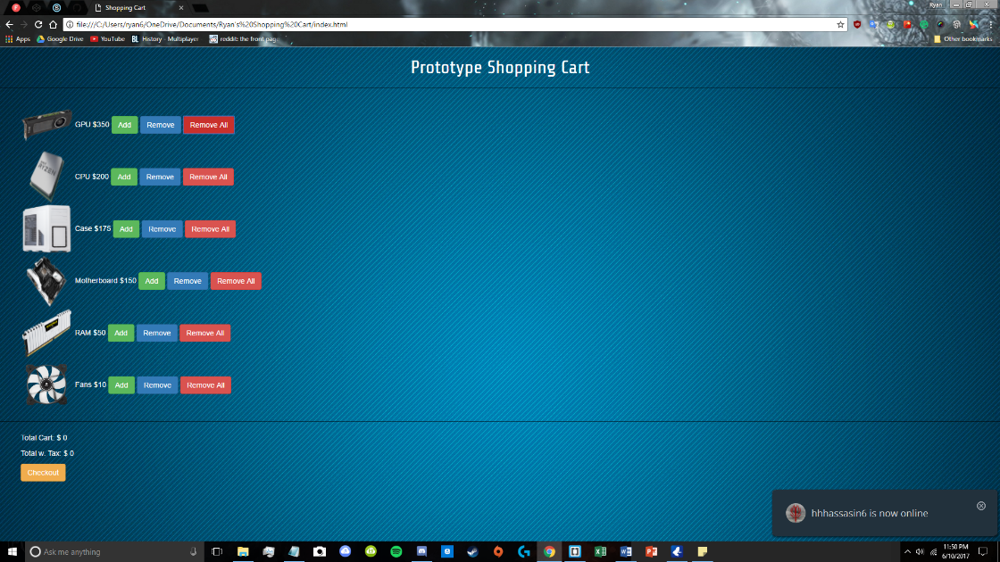 Shopping Cart
Ryan
file:///C:/Users/ryan6/OneDrive/Documents/Ryan's%20Shopping%20Cart/index.html
Apps Google Drive YouTube BL History - Multiplayer reddit: the front pag Other bookmarks
Prototype Shopping Cart
GPU $350 Add Remove Remove All
RYZEN
CPU $200 Add Remove Remove All
Case $175 Add Remove Remove All
Motherboard $150 Add Remove Remove All
RAM $50 Add Remove Remove All
Fans $10 Add Remove Remove All
Total Cart: $ 0
Total w. Tax: $ 0
Checkout
hhhassasin6 is now online
Ask me anything
11:50 PM
6/10/2017